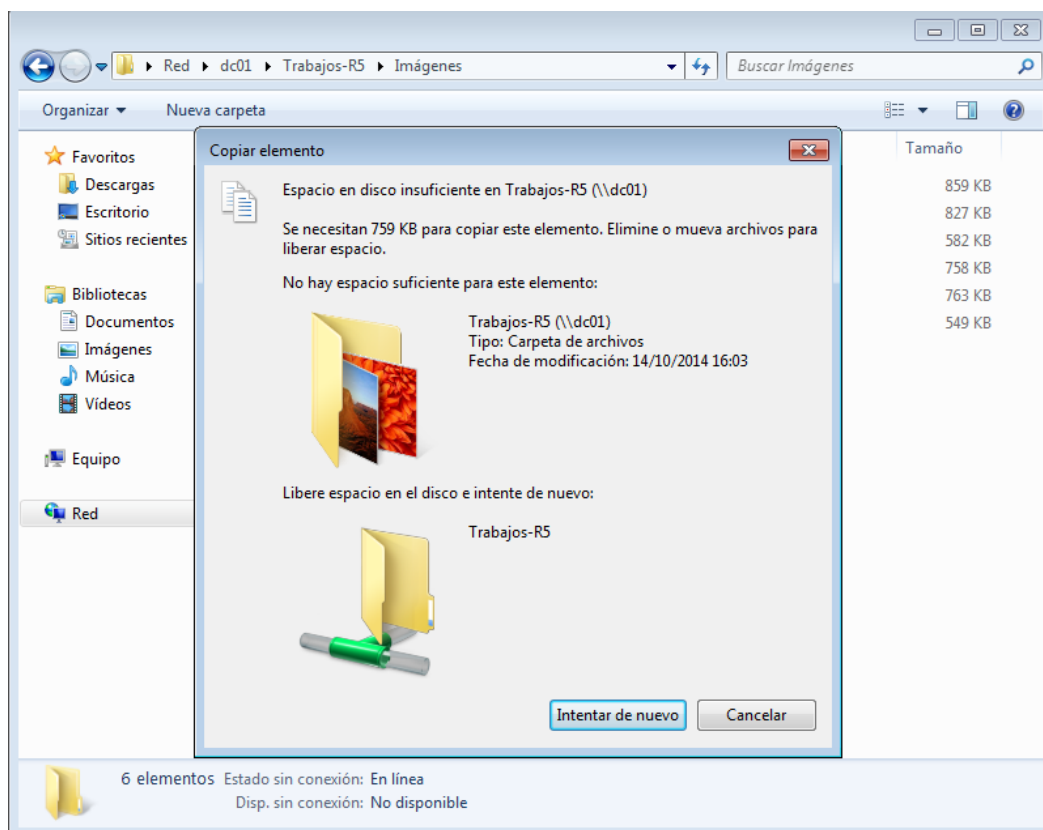 Red ▸ dc01 ▸ Trabajos-R5 ▸ Imágenes
Buscar Imágenes
Organizar
Nueva carpeta
Favoritos
Descargas
Escritorio
Sitios recientes
Bibliotecas
Documentos
Imágenes
Música
Vídeos
Equipo
Red
Copiar elemento
Espacio en disco insuficiente en Trabajos-R5 (\\dc01)
Se necesitan 759 KB para copiar este elemento. Elimine o mueva archivos para
liberar espacio.
No hay espacio suficiente para este elemento:
Trabajos-R5 (\\dc01)
Tipo: Carpeta de archivos
Fecha de modificación: 14/10/2014 16:03
Libere espacio en el disco e intente de nuevo:
Trabajos-R5
Intentar de nuevo
Cancelar
Tamaño
859 KB
827 KB
582 KB
758 KB
763 KB
549 KB
6 elementos Estado sin conexión: En línea
Disp. sin conexión: No disponible